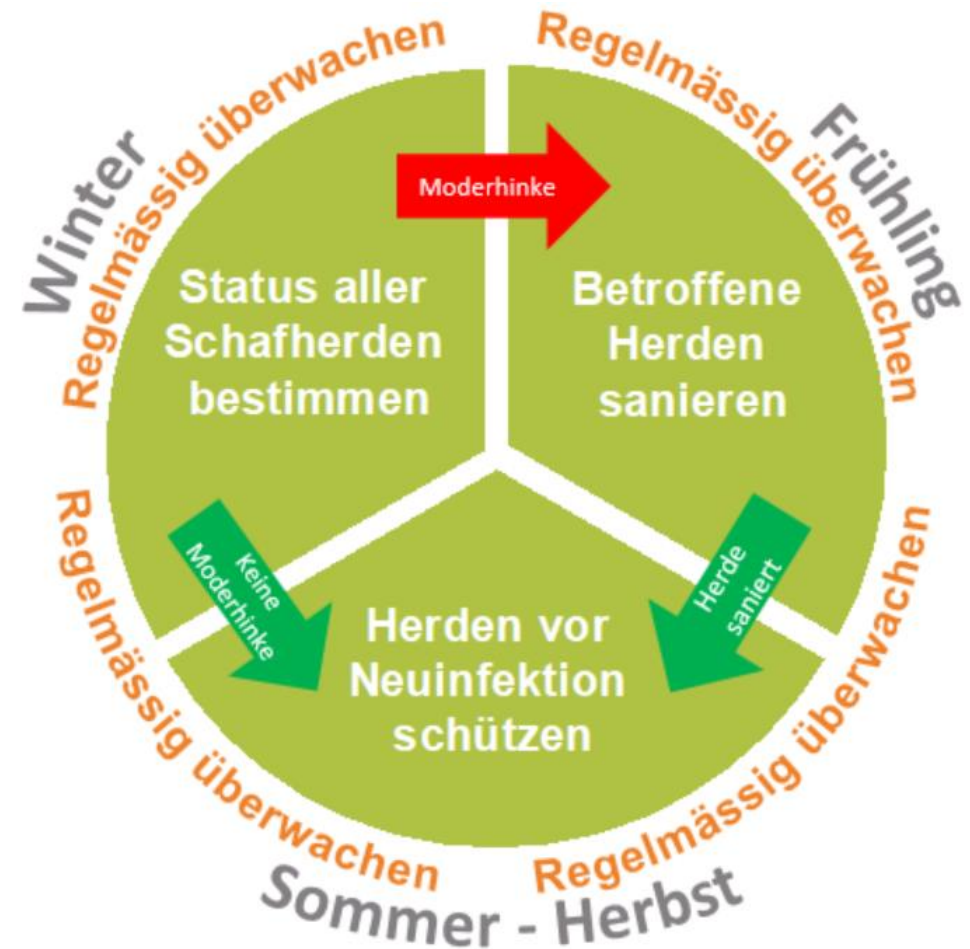 Regelmässig überwachen
Regelmässig überwachen
Winter
Frühling
Moderhinke
Status aller
Schafherden
bestimmen
Betroffene
Herden
sanieren
Keine
Moderhinke
Herde
saniert
Herden vor
Neuinfektion
schützen
Regelmässig überwachen
Regelmässig überwachen
Sommer - Herbst